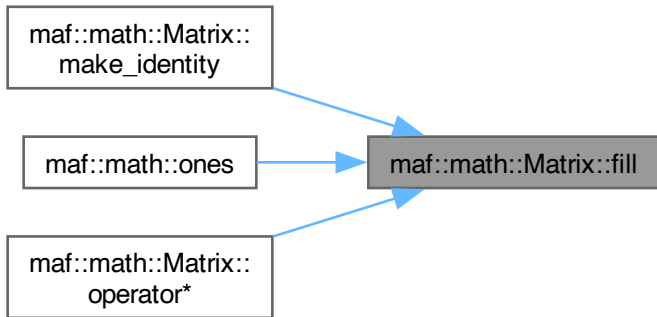 maf::math::Matrix::
make_identity
maf::math::ones
maf::math::Matrix::fill
maf::math::Matrix::
operator*